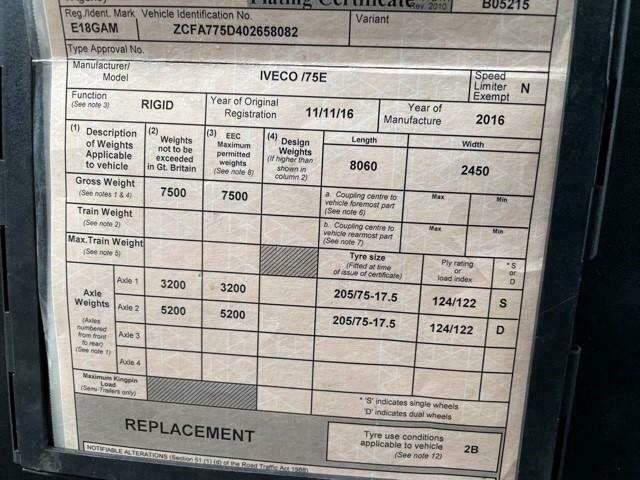 Plating Certificate Rev. 2010 B05215
Reg./Ident. Mark Vehicle Identification No. Variant
E18GAM ZCFA775D402658082
Type Approval No.
Manufacturer/
Model IVECO /75E Speed Limiter Exempt N
Function (See note 3) RIGID Year of Original Registration 11/11/16 Year of Manufacture 2016
(1) Description of Weights Applicable to vehicle
(2) Weights not to be exceeded in Gt. Britain
(3) EEC Maximum permitted weights (See note 8)
(4) Design Weights (If higher than shown in column 2)
Length Width
8060 2450
Gross Weight (See notes 1 & 4) 7500 7500
a. Coupling centre to vehicle foremost part (See note 6) Max Min
Train Weight (See note 2)
b. Coupling centre to vehicle rearmost part (See note 7) Max Min
Max.Train Weight (See note 5)
Tyre size (Fitted at time of issue of certificate) Ply rating or load index * S or D
Axle Weights (Axles numbered from front to rear) (See note 1)
Axle 1 3200 3200 205/75-17.5 124/122 S
Axle 2 5200 5200 205/75-17.5 124/122 D
Axle 3
Axle 4
Maximum Kingpin Load (Semi-Trailers only)
* 'S' indicates single wheels
'D' indicates dual wheels
REPLACEMENT
Tyre use conditions applicable to vehicle (See note 12) 2B
NOTIFIABLE ALTERATIONS (Section 51 (1) (d) of the Road Traffic Act 1988)